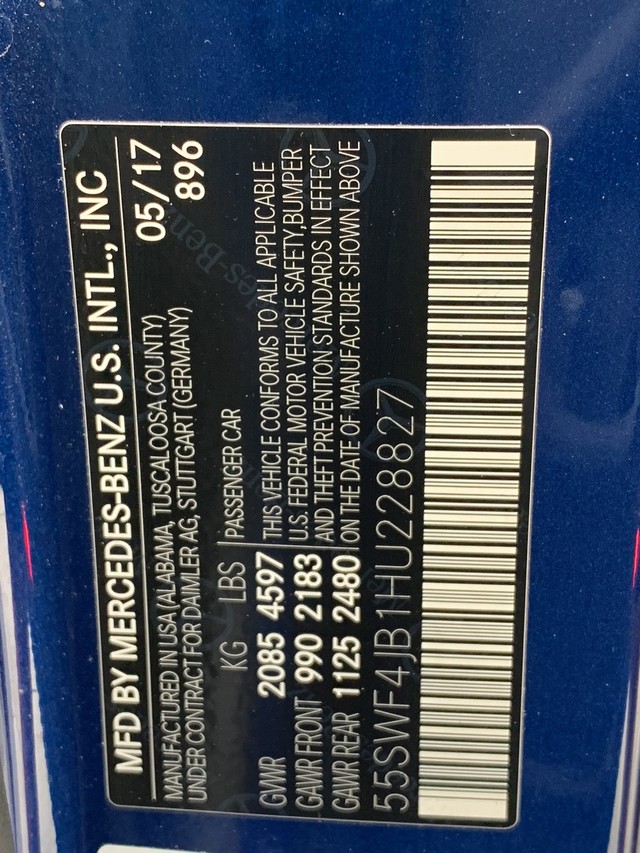 MFD BY MERCEDES-BENZ U.S. INTL., INC
MANUFACTURED IN USA (ALABAMA, TUSCALOOSA COUNTY) 05/17
UNDER CONTRACT FOR DAIMLER AG, STUTTGART (GERMANY) 896
KG LBS PASSENGER CAR
GWR 2085 4597 THIS VEHICLE CONFORMS TO ALL APPLICABLE
GAWR FRONT 990 2183 U.S. FEDERAL MOTOR VEHICLE SAFETY, BUMPER
GAWR REAR 1125 2480 AND THEFT PREVENTION STANDARDS IN EFFECT
ON THE DATE OF MANUFACTURE SHOWN ABOVE
55SWF4JB1HU228827